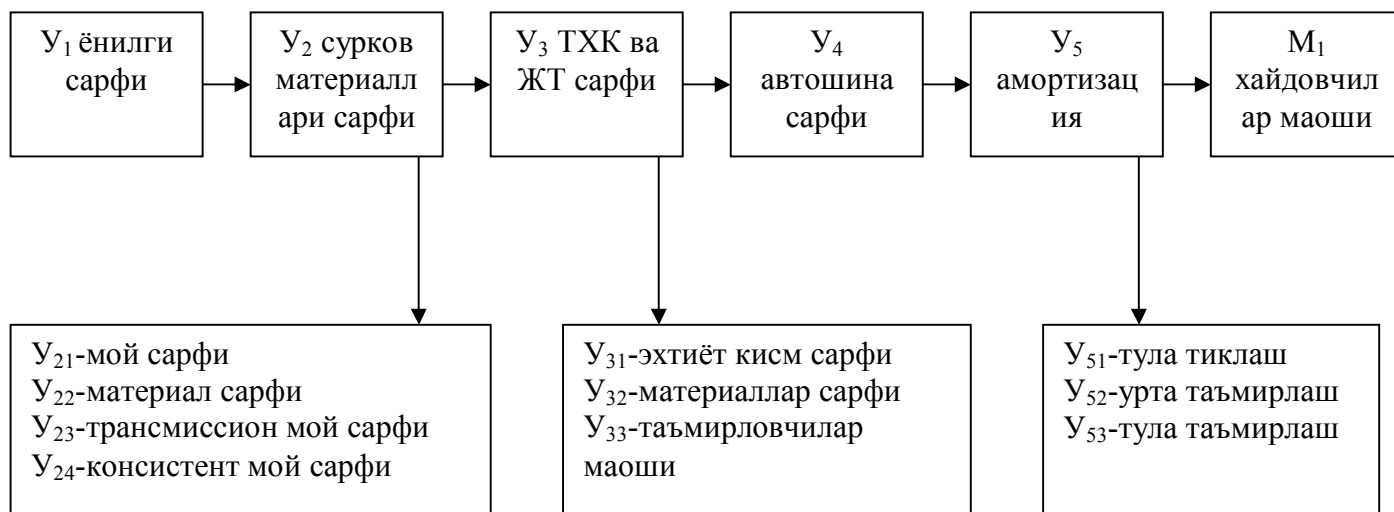 У₁ ёнилги
сарфи
У₂ сурков
материалл
ари сарфи
У₃ ТХК ва
ЖТ сарфи
У₄
автошина
сарфи
У₅
амортизац
ия
М₁
хайдовчил
ар маоши
У₂₁-мой сарфи
У₂₂-материал сарфи
У₂₃-трансмиссион мой сарфи
У₂₄-консистент мой сарфи
У₃₁-эхтиёт кисм сарфи
У₃₂-материаллар сарфи
У₃₃-таъмирловчилар
маоши
У₅₁-тула тиклаш
У₅₂-урта таъмирлаш
У₅₃-тула таъмирлаш